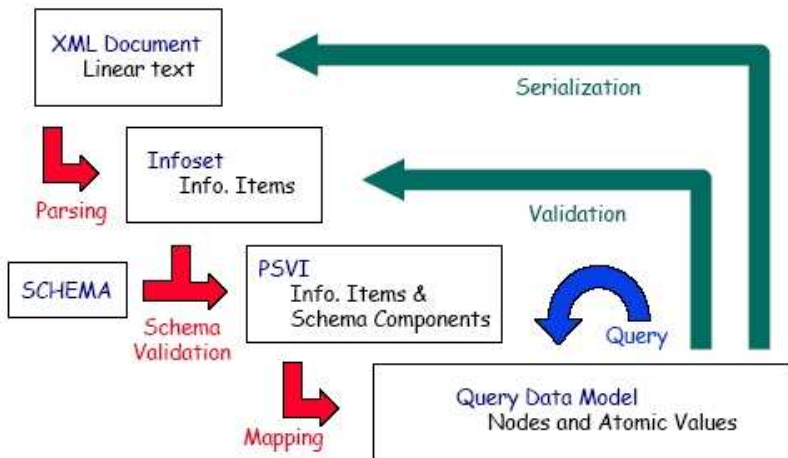 XML Document
Linear text
Serialization
Infoset
Info. Items
Parsing
Validation
SCHEMA
PSVI
Info. Items &
Schema Components
Schema
Validation
Query
Query Data Model
Nodes and Atomic Values
Mapping